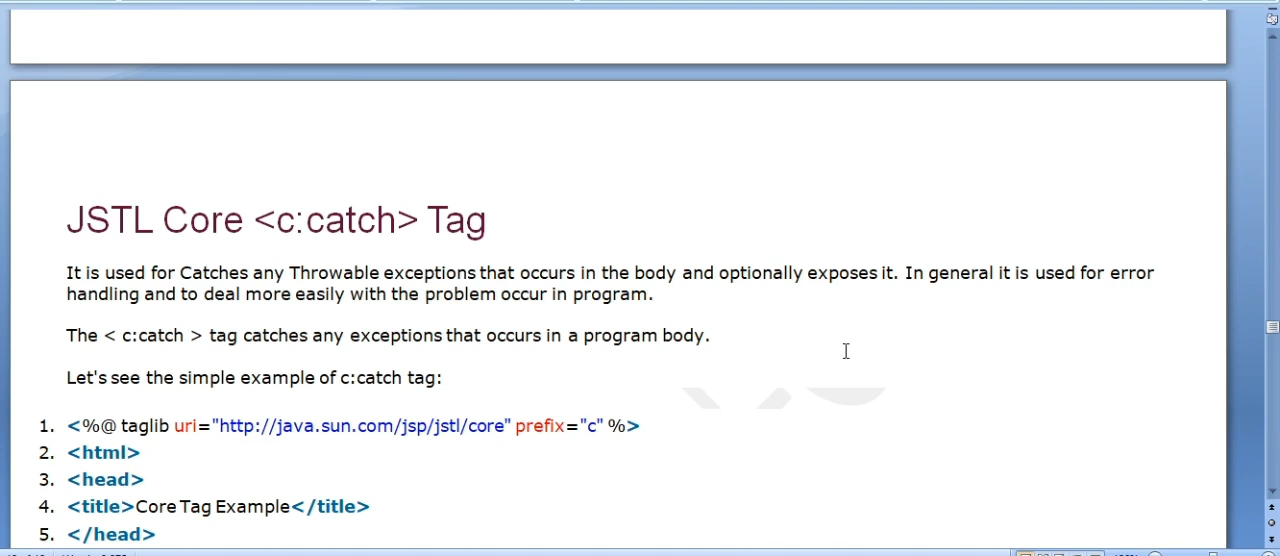 JSTL Core <c:catch> Tag
It is used for Catches any Throwable exceptions that occurs in the body and optionally exposes it. In general it is used for error
handling and to deal more easily with the problem occur in program.
The < c:catch > tag catches any exceptions that occurs in a program body.
Let's see the simple example of c:catch tag:
1. <%@ taglib uri="http://java.sun.com/jsp/jstl/core" prefix="c" %>
2. <html>
3. <head>
4. <title>Core Tag Example</title>
5. </head>